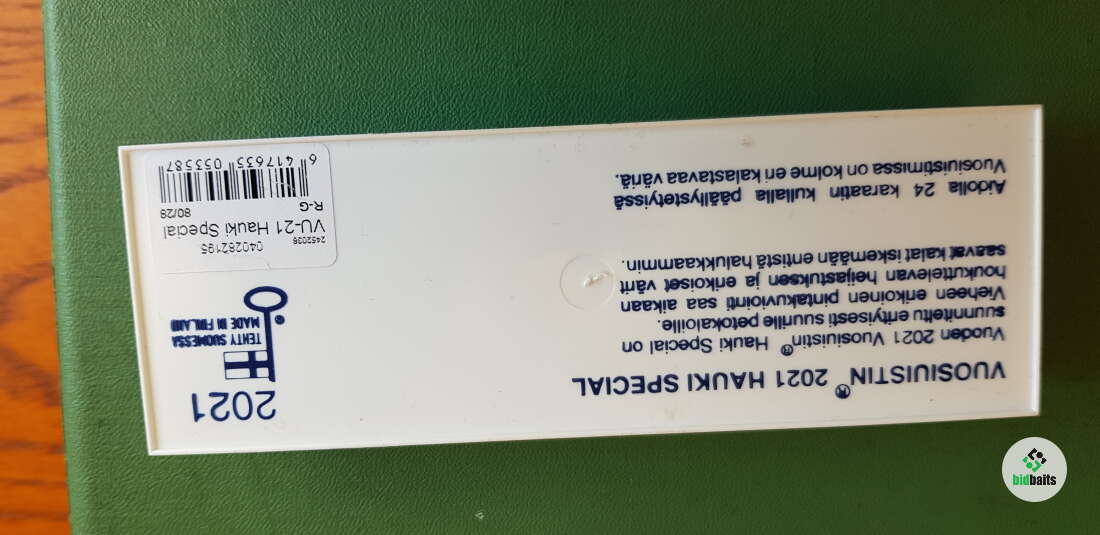 VUOSIUISTIN® 2021 HAUKI SPECIAL
Vuoden 2021 Vuosiuistin® Hauki Special on
suunniteltu erityisesti suurille petokaloille.
Vieheen erikoinen pintakuviointi saa aikaan
houkuttelevan heijastuksen ja erikoiset värit
saavat kalat iskemään entistä halukkaammin.
Aidolla 24 karaatin kullalla päällystetyissä
Vuosiuistimissa on kolme eri kalastavaa väriä.
2021
TEHTY SUOMESSA
MADE IN FINLAND
040282195
2452036
VU-21 Hauki Special
R-G 80/28
6 417635 053587
bidbaits